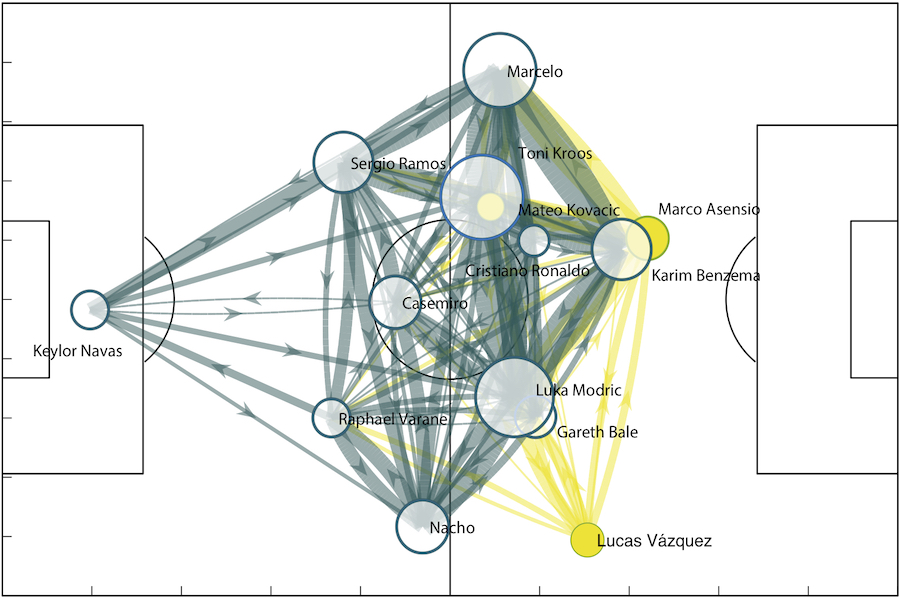 Marcelo
Toni Kroos
Sergio Ramos
Mateo Kovacic
Marco Asensio
Cristiano Ronaldo
Karim Benzema
Casemiro
Keylor Navas
Luka Modric
Raphael Varane
Gareth Bale
Nacho
Lucas Vázquez